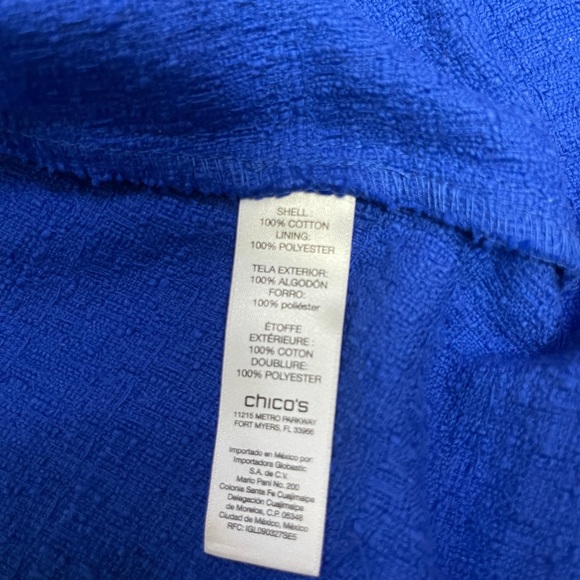 SHELL :
100% COTTON
LINING:
100% POLYESTER
TELA EXTERIOR:
100% ALGODÓN
FORRO:
100% poliéster
ÉTOFFE
EXTÉRIEURE :
100% COTON
DOUBLURE:
100% POLYESTER
chico's
11215 METRO PARKWAY
FORT MYERS, FL 33966
Importado en México por:
Importadora Globastic
S.A. de C.V.
Mario Pani No. 200
Colonia Santa Fe Cuajimalpa
Delegación Cuajimalpa
de Morelos, C.P. 05348
Ciudad de México, México
RFC: IGL090327SE5